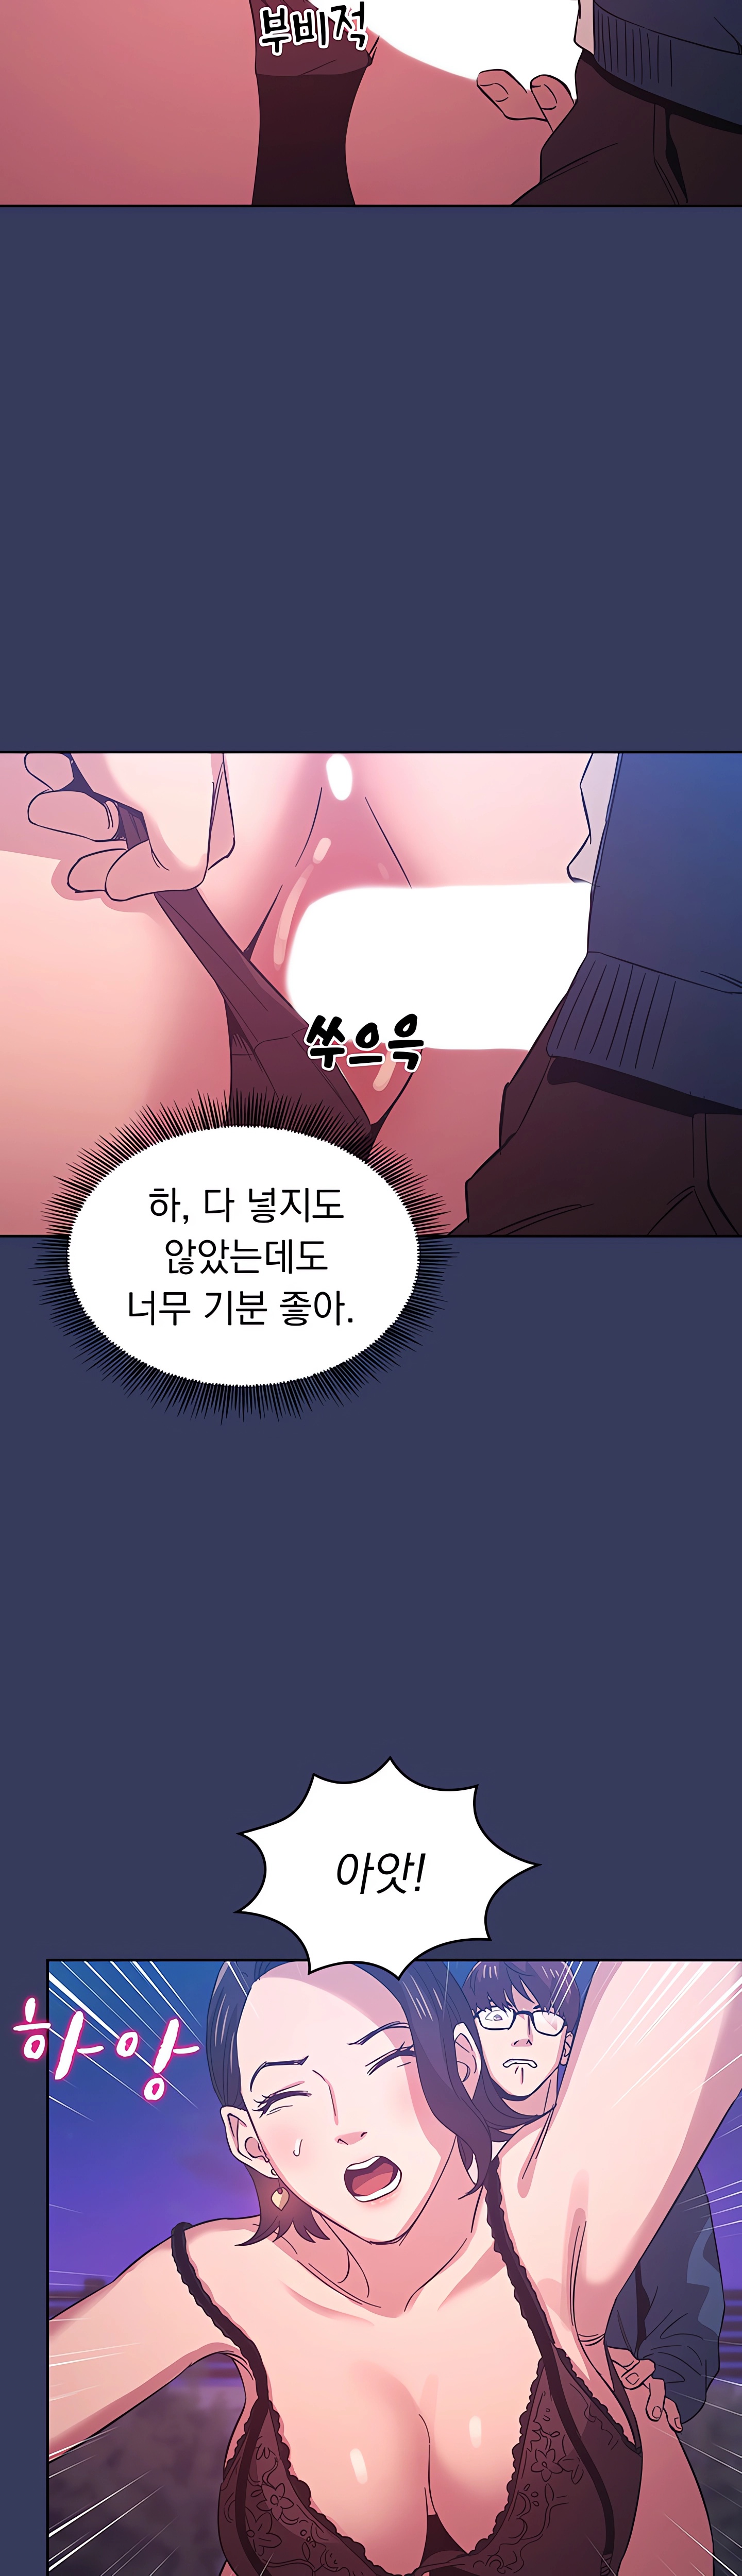 부비적
쑤으윽
하, 다 넣지도
않았는데도
너무 기분 좋아.
아앗!
하앙